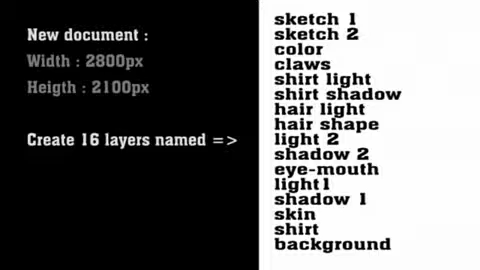 New document :
Width : 2800px
Heigth : 2100px
Create 16 layers named =>
sketch 1
sketch 2
color
claws
shirt light
shirt shadow
hair light
hair shape
light 2
shadow 2
eye-mouth
light1
shadow 1
skin
shirt
background